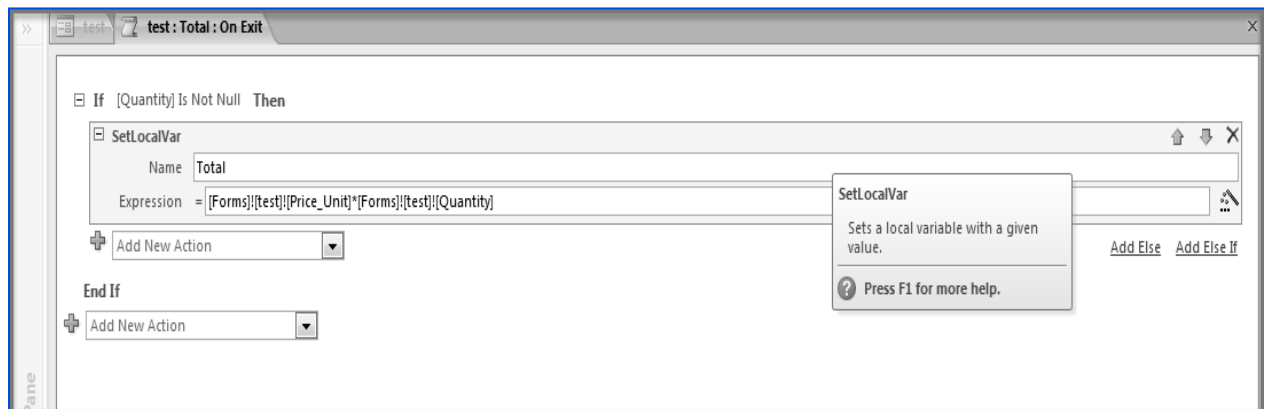 »
test
test : Total : On Exit
X
If [Quantity] Is Not Null Then
SetLocalVar
Name Total
Expression = [Forms]![test]![Price_Unit]*[Forms]![test]![Quantity]
SetLocalVar
Sets a local variable with a given
value.
Press F1 for more help.
Add New Action
Add Else Add Else If
End If
Add New Action
Pane